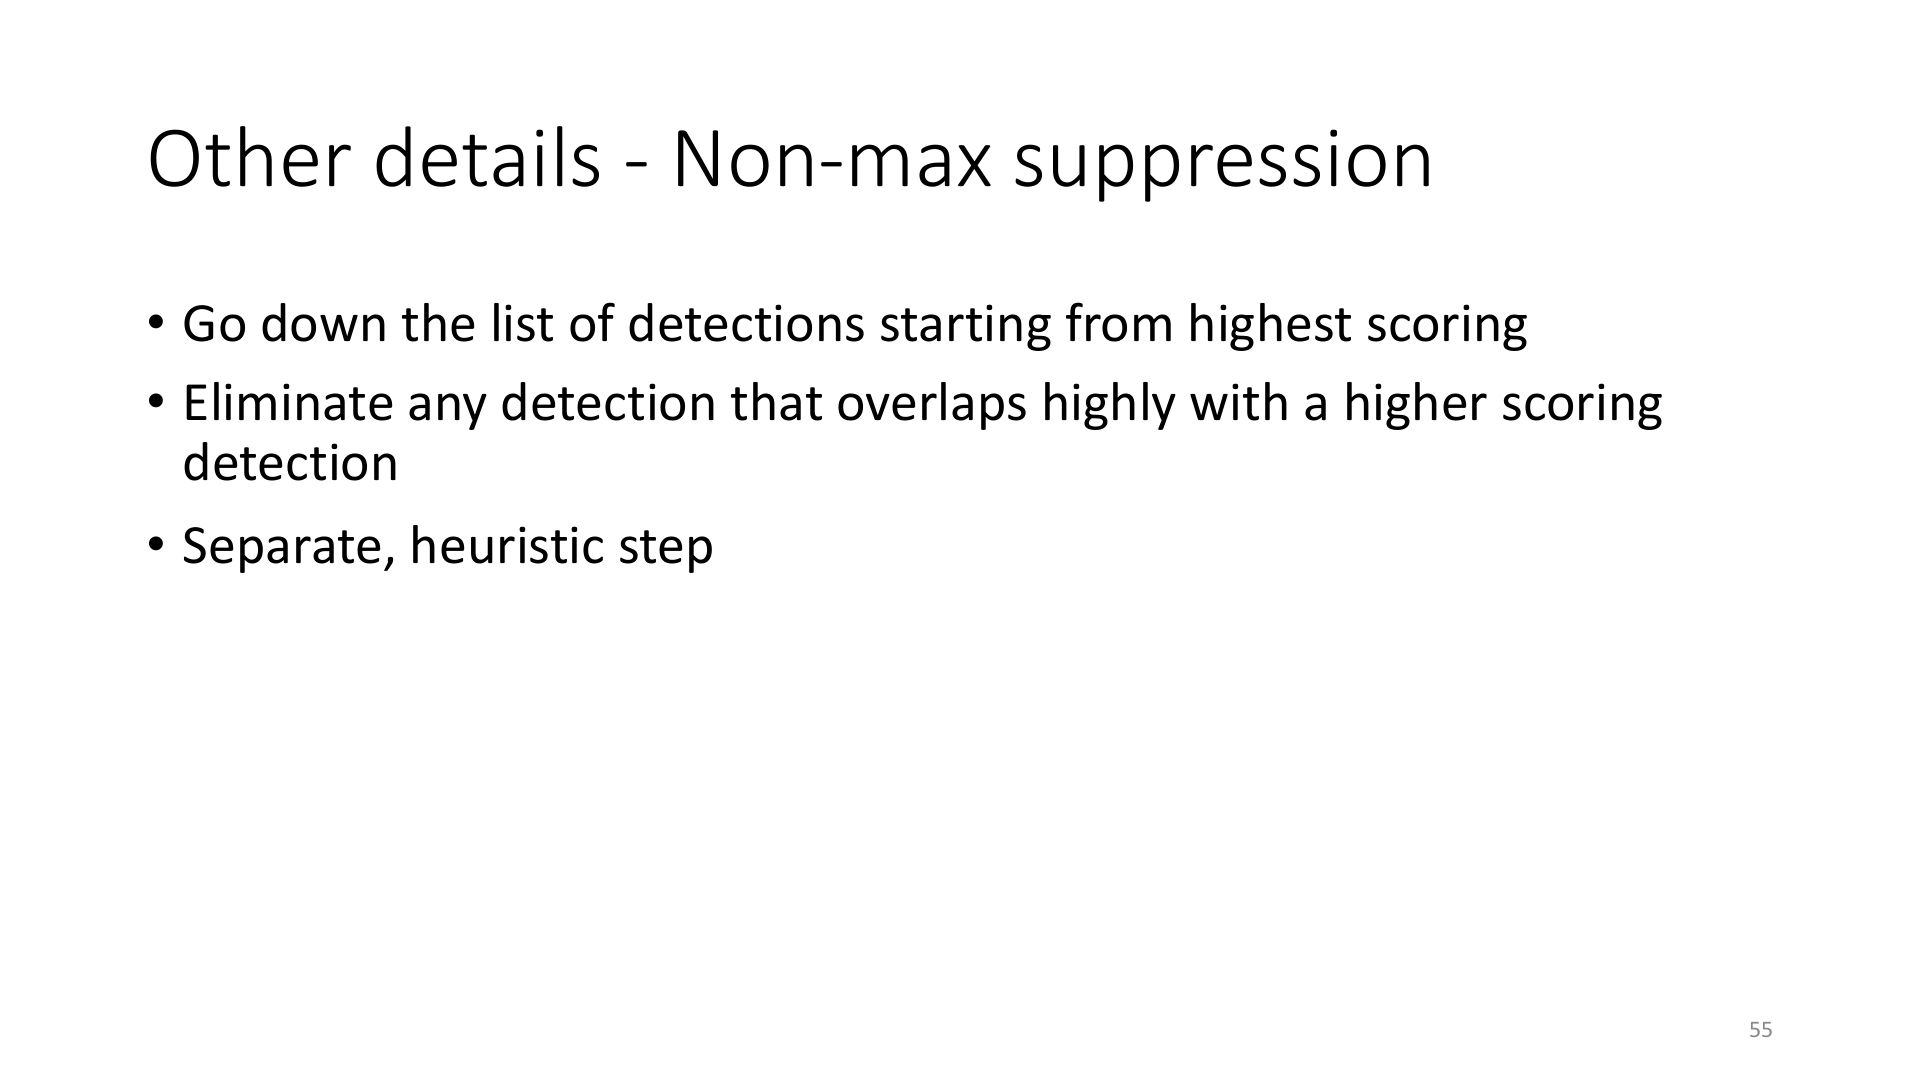 Other details - Non-max suppression
• Go down the list of detections starting from highest scoring
• Eliminate any detection that overlaps highly with a higher scoring
detection
• Separate, heuristic step
55